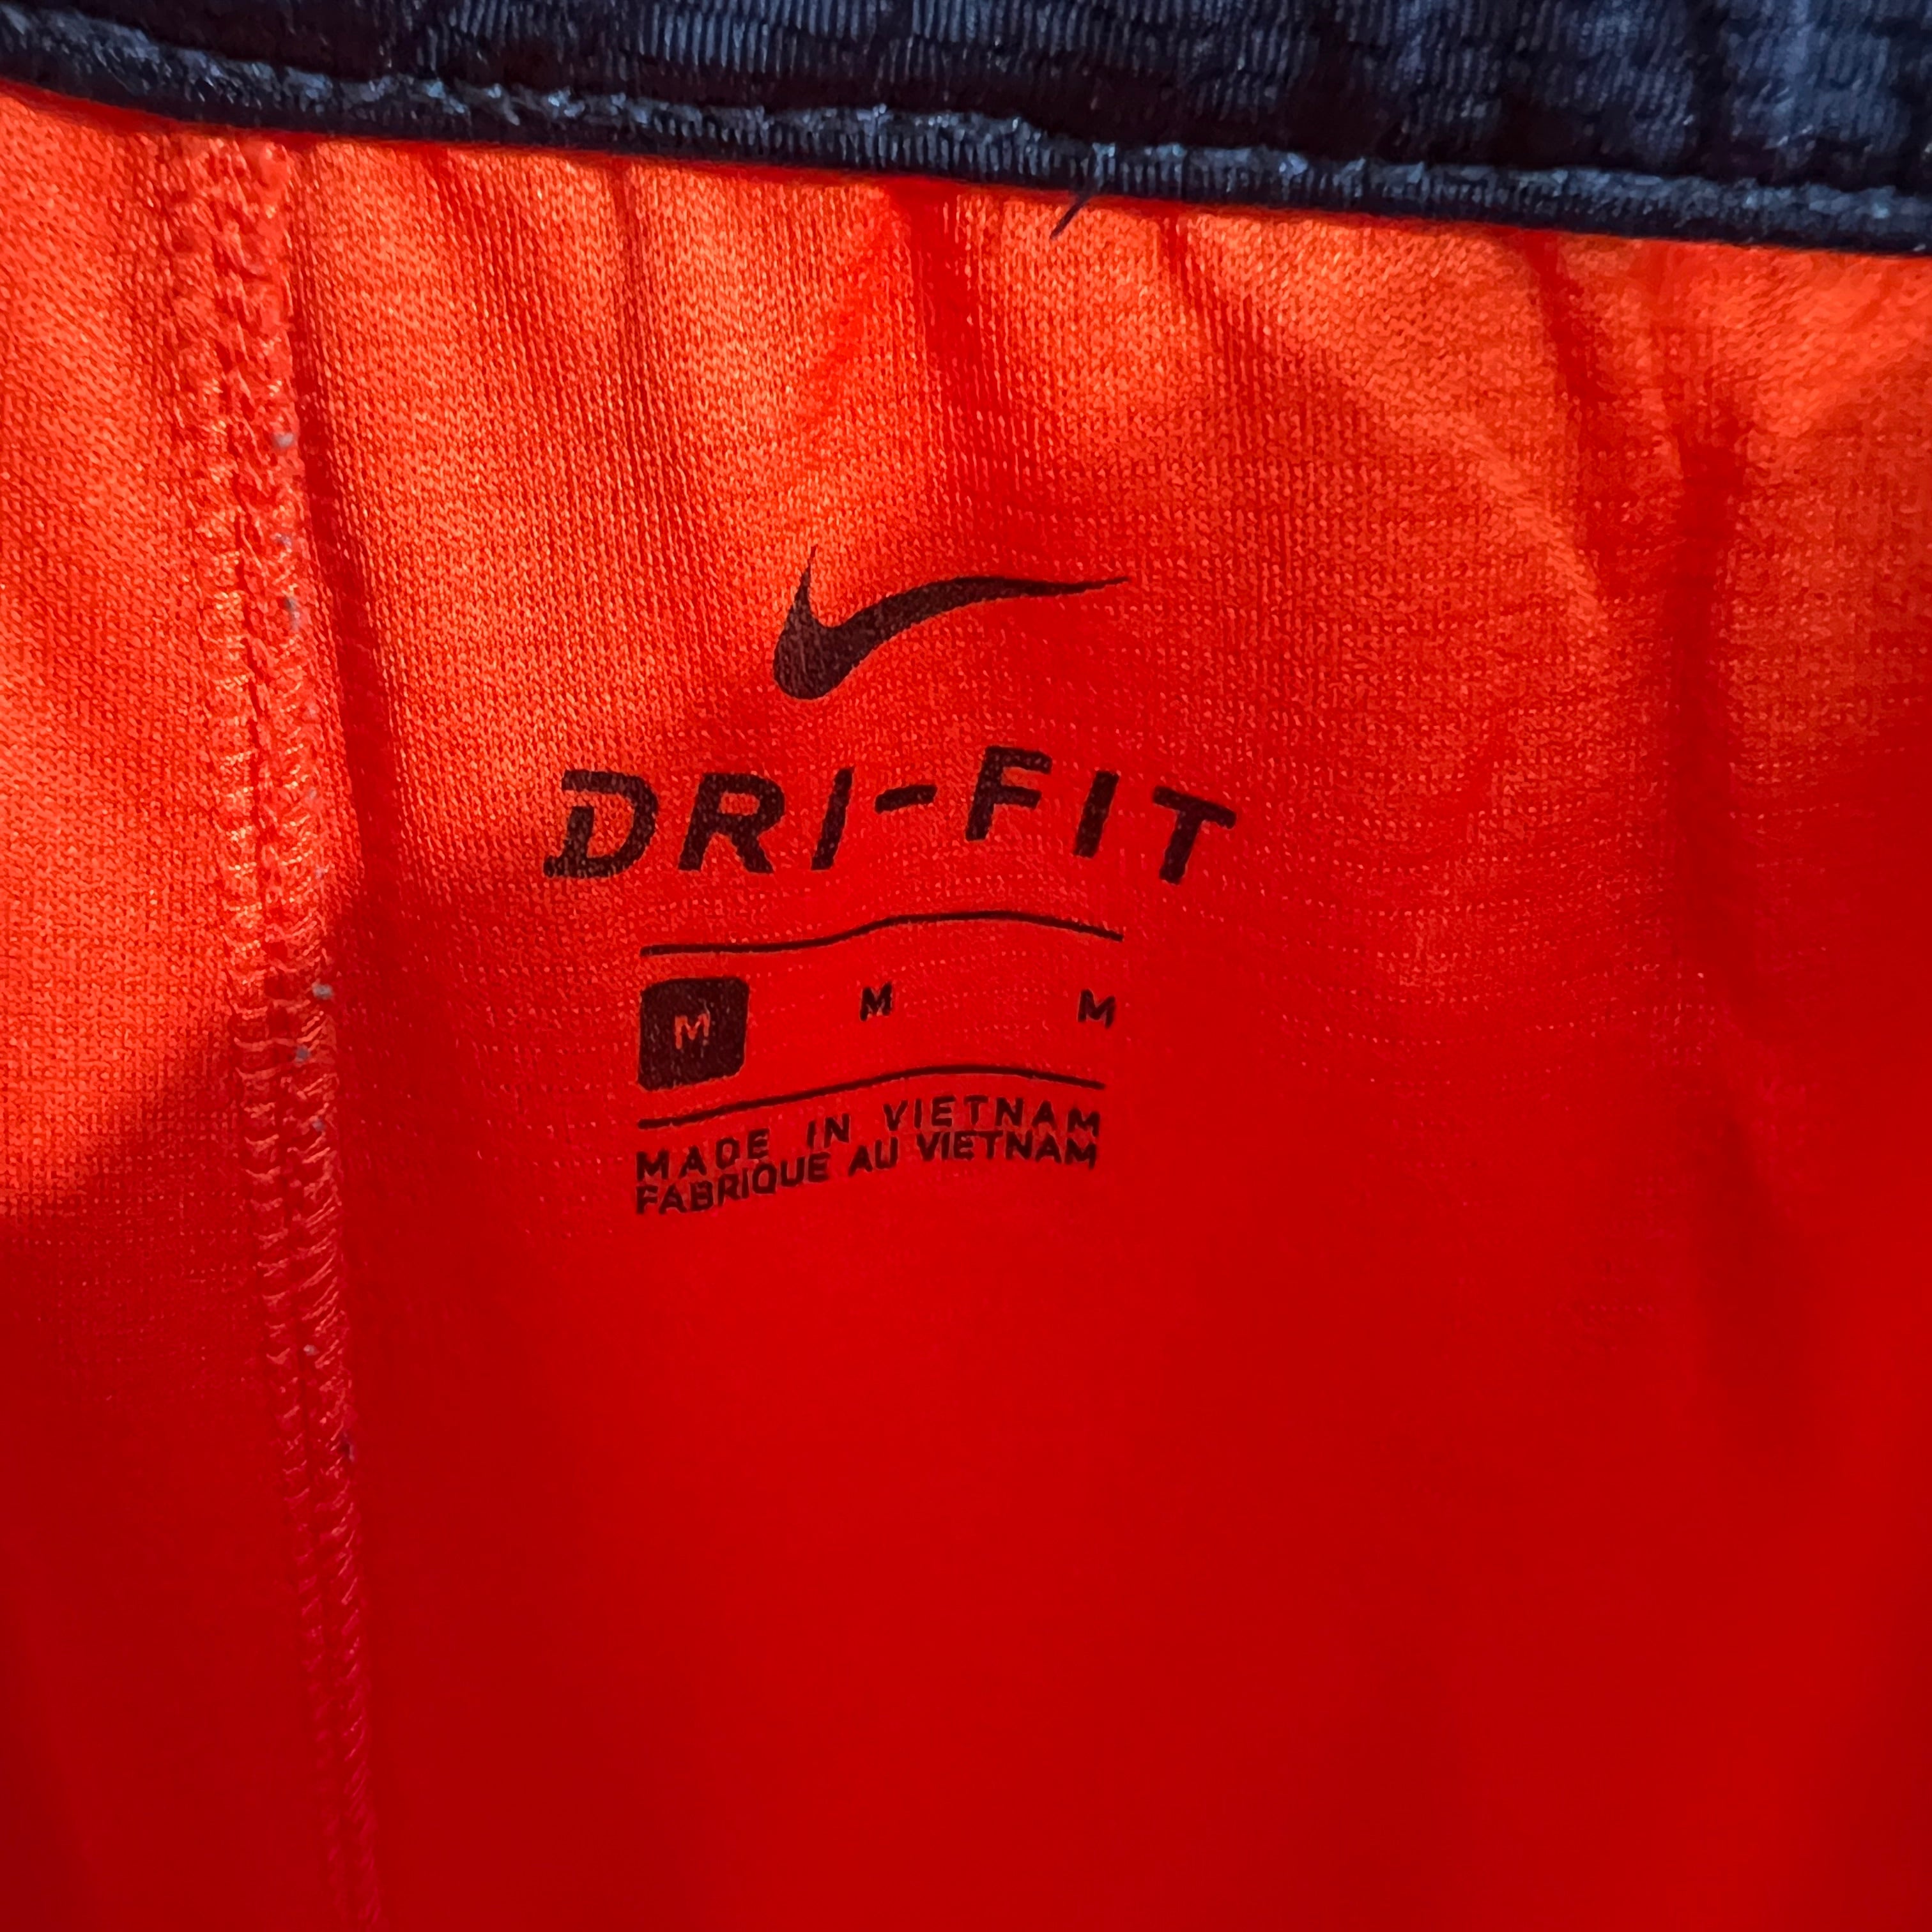 DRI-FIT
M M M
MADE IN VIETNAM
FABRIQUE AU VIETNAM